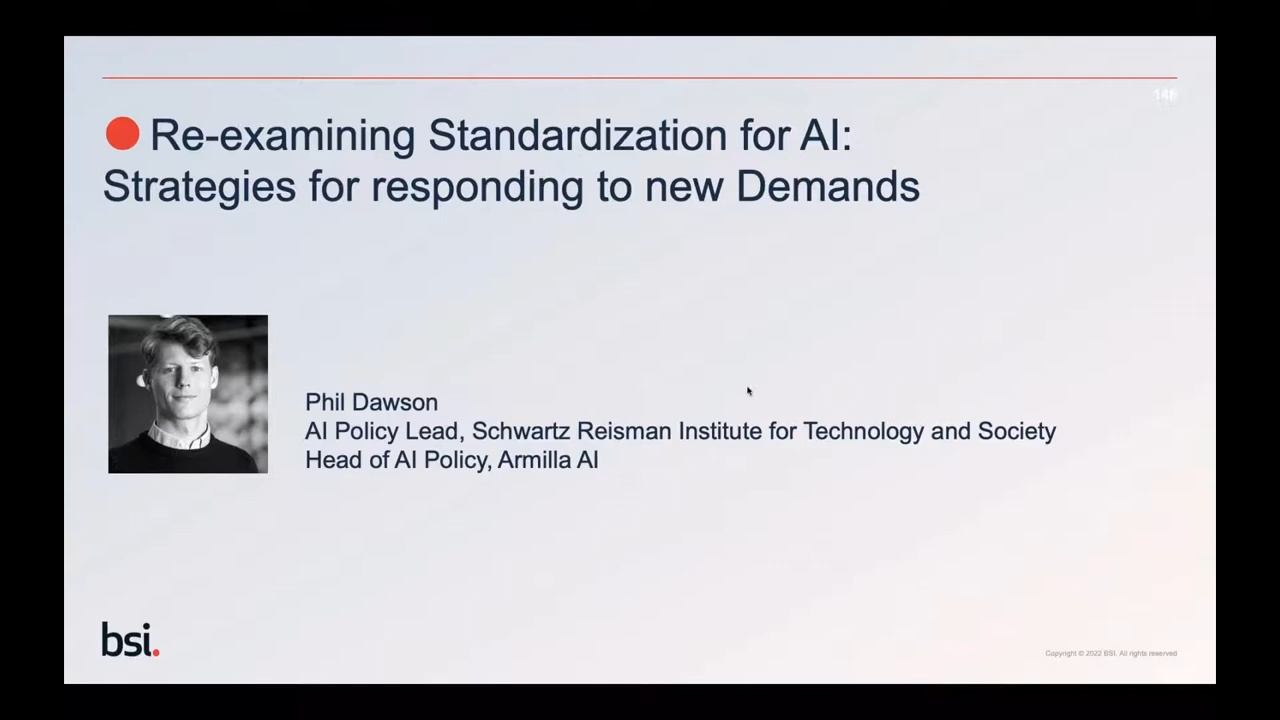 Re-examining Standardization for AI:
Strategies for responding to new Demands
Phil Dawson
AI Policy Lead, Schwartz Reisman Institute for Technology and Society
Head of AI Policy, Armilla AI
bsi.
Copyright © 2022 BSI. All rights reserved